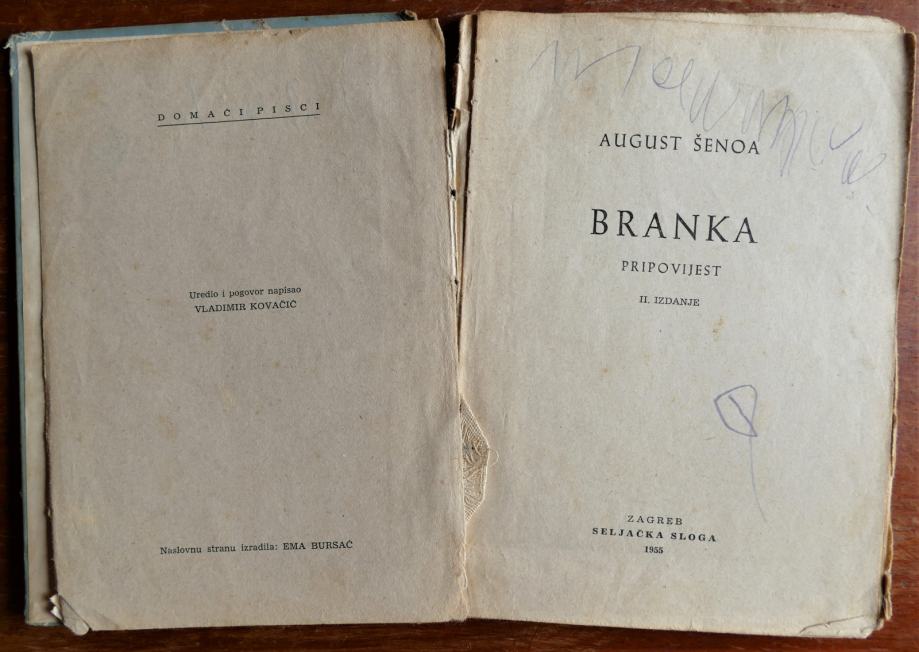 DOMAĆI PISCI
Uredio i pogovor napisao
VLADIMIR KOVAČIĆ
Naslovnu stranu izradila: EMA BURSAĆ
AUGUST ŠENOA
BRANKA
PRIPOVIJEST
II. IZDANJE
ZAGREB
SELJAČKA SLOGA
1955